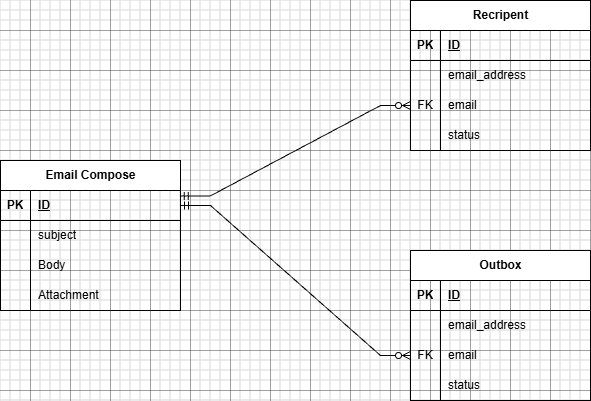 Recripent
PK ID
email_address
FK email
status
Email Compose
PK ID
subject
Body
Attachment
Outbox
PK ID
email_address
FK email
status